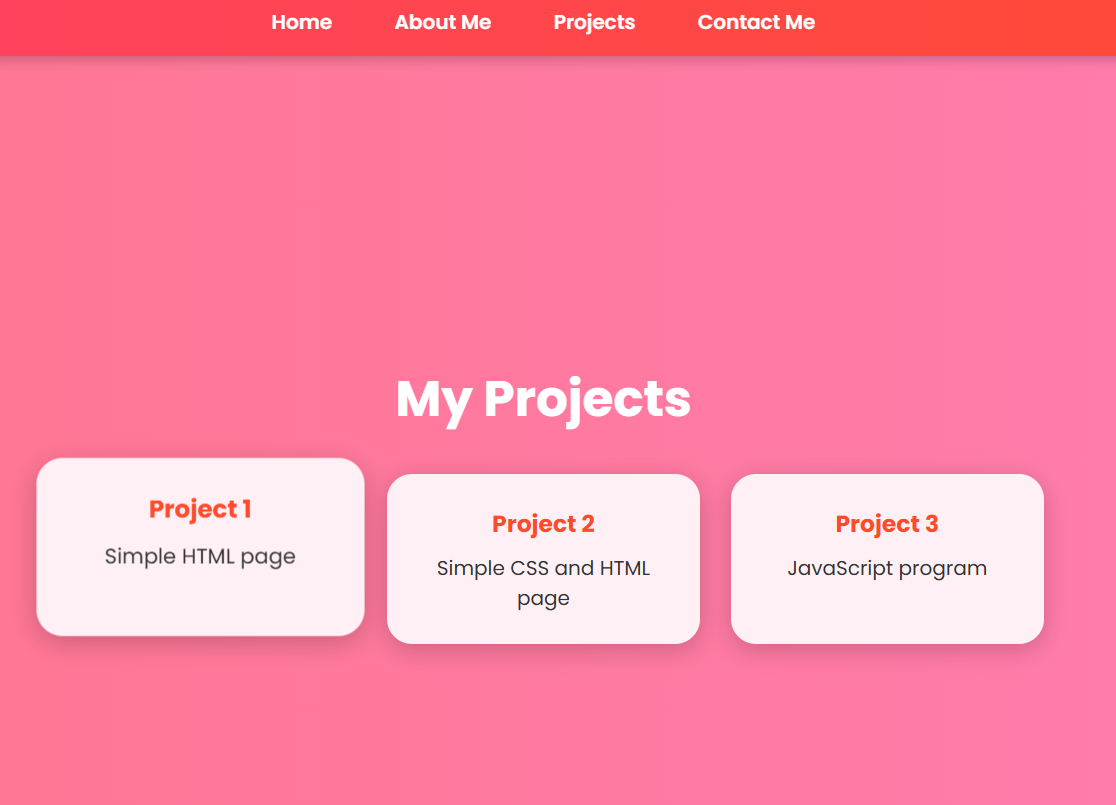 Home About Me Projects Contact Me
My Projects
Project 1
Simple HTML page
Project 2
Simple CSS and HTML
page
Project 3
JavaScript program